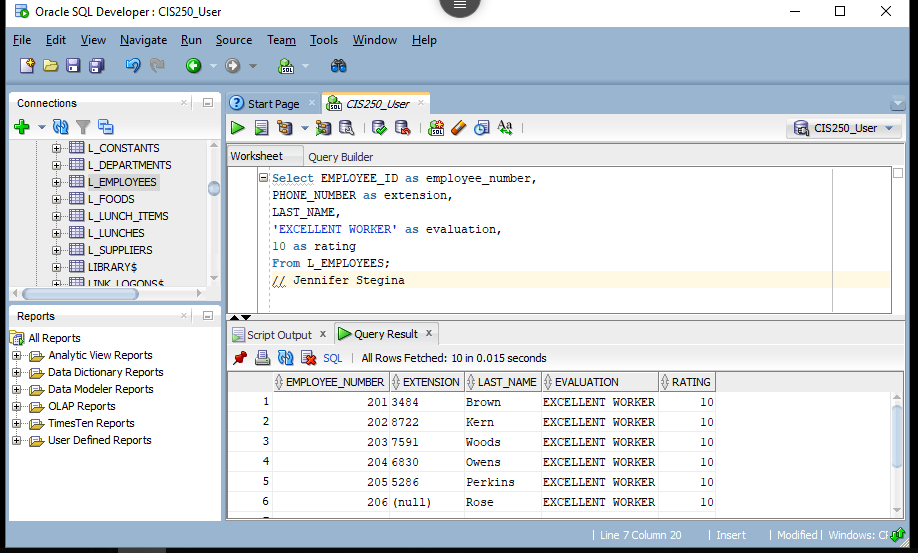 Oracle SQL Developer : CIS250_User
File Edit View Navigate Run Source Team Tools Window Help
Connections
L_CONSTANTS
L_DEPARTMENTS
L_EMPLOYEES
L_FOODS
L_LUNCH_ITEMS
L_LUNCHES
L_SUPPLIERS
LIBRARY$
LINK_LOGONS$
Reports
All Reports
Analytic View Reports
Data Dictionary Reports
Data Modeler Reports
OLAP Reports
TimesTen Reports
User Defined Reports
Start Page CIS250_User
SQL Aa CIS250_User
Worksheet Query Builder
Select EMPLOYEE_ID as employee_number,
PHONE_NUMBER as extension,
LAST_NAME,
'EXCELLENT WORKER' as evaluation,
10 as rating
From L_EMPLOYEES;
// Jennifer Stegina
Script Output x Query Result x
SQL | All Rows Fetched: 10 in 0.015 seconds
EMPLOYEE_NUMBER EXTENSION LAST_NAME EVALUATION RATING
1 201 3484 Brown EXCELLENT WORKER 10
2 202 8722 Kern EXCELLENT WORKER 10
3 203 7591 Woods EXCELLENT WORKER 10
4 204 6830 Owens EXCELLENT WORKER 10
5 205 5286 Perkins EXCELLENT WORKER 10
6 206 (null) Rose EXCELLENT WORKER 10
| Line 7 Column 20 | Insert | Modified | Windows: